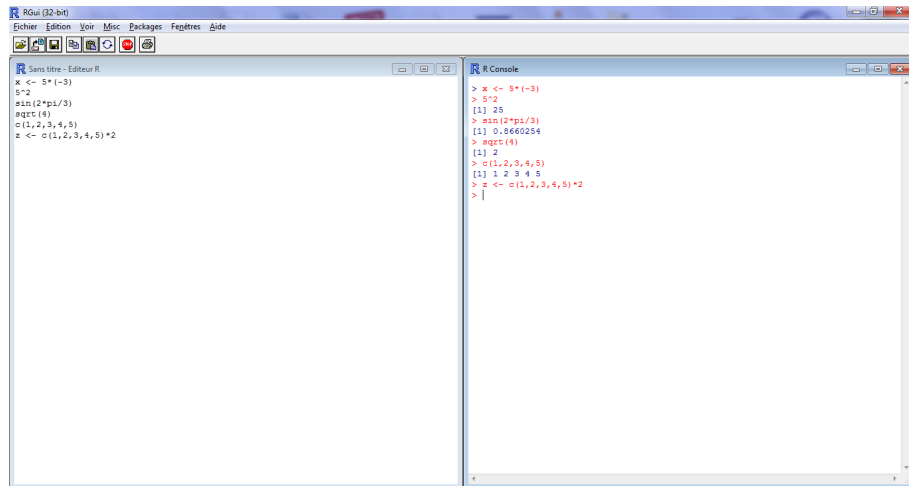 RGui (32-bit)
Fichier Edition Voir Misc Packages Fenêtres Aide
STOP
Sans titre - Editeur R
x <- 5*(-3)
5^2
sin(2*pi/3)
sqrt(4)
c(1,2,3,4,5)
z <- c(1,2,3,4,5)*2
R Console
> x <- 5*(-3)
> 5^2
[1] 25
> sin(2*pi/3)
[1] 0.8660254
> sqrt(4)
[1] 2
> c(1,2,3,4,5)
[1] 1 2 3 4 5
> z <- c(1,2,3,4,5)*2
>